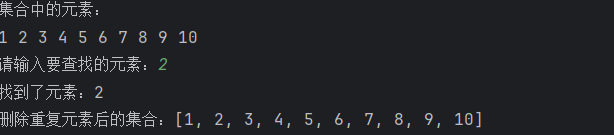 集合中的元素：
1 2 3 4 5 6 7 8 9 10
请输入要查找的元素：2
找到了元素：2
删除重复元素后的集合：[1, 2, 3, 4, 5, 6, 7, 8, 9, 10]